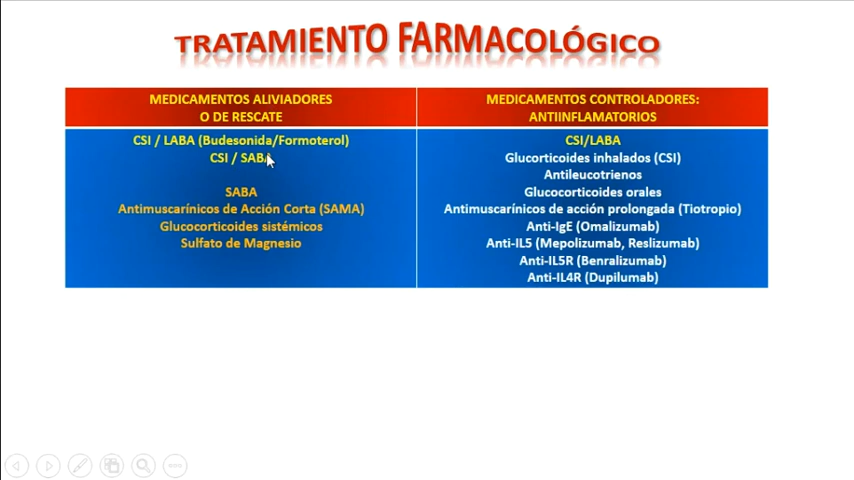 TRATAMIENTO FARMACOLÓGICO
MEDICAMENTOS ALIVIADORES
O DE RESCATE
CSI / LABA (Budesonida/Formoterol)
CSI / SABA
SABA
Antimuscarínicos de Acción Corta (SAMA)
Glucocorticoides sistémicos
Sulfato de Magnesio
MEDICAMENTOS CONTROLADORES:
ANTIINFLAMATORIOS
CSI/LABA
Glucorticoides inhalados (CSI)
Antileucotrienos
Glucocorticoides orales
Antimuscarínicos de acción prolongada (Tiotropio)
Anti-IgE (Omalizumab)
Anti-IL5 (Mepolizumab, Reslizumab)
Anti-IL5R (Benralizumab)
Anti-IL4R (Dupilumab)